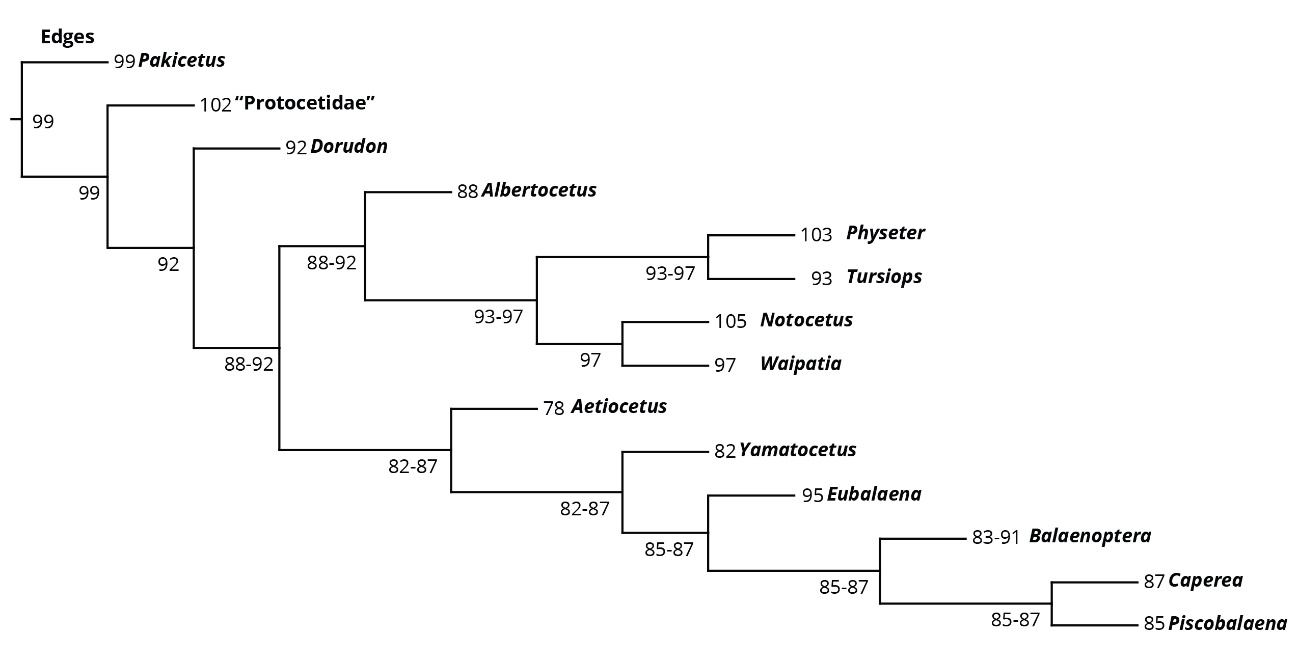 Edges
99 Pakicetus
102 “Protocetidae”
99
92 Dorudon
88 Albertocetus
99
103 Physeter
92
88-92
93-97
93 Tursiops
93-97
105 Notocetus
97
97 Waipatia
88-92
78 Aetiocetus
82-87
82 Yamatocetus
95 Eubalaena
82-87
83-91 Balaenoptera
85-87
87 Caperea
85-87
85-87
85 Piscobalaena